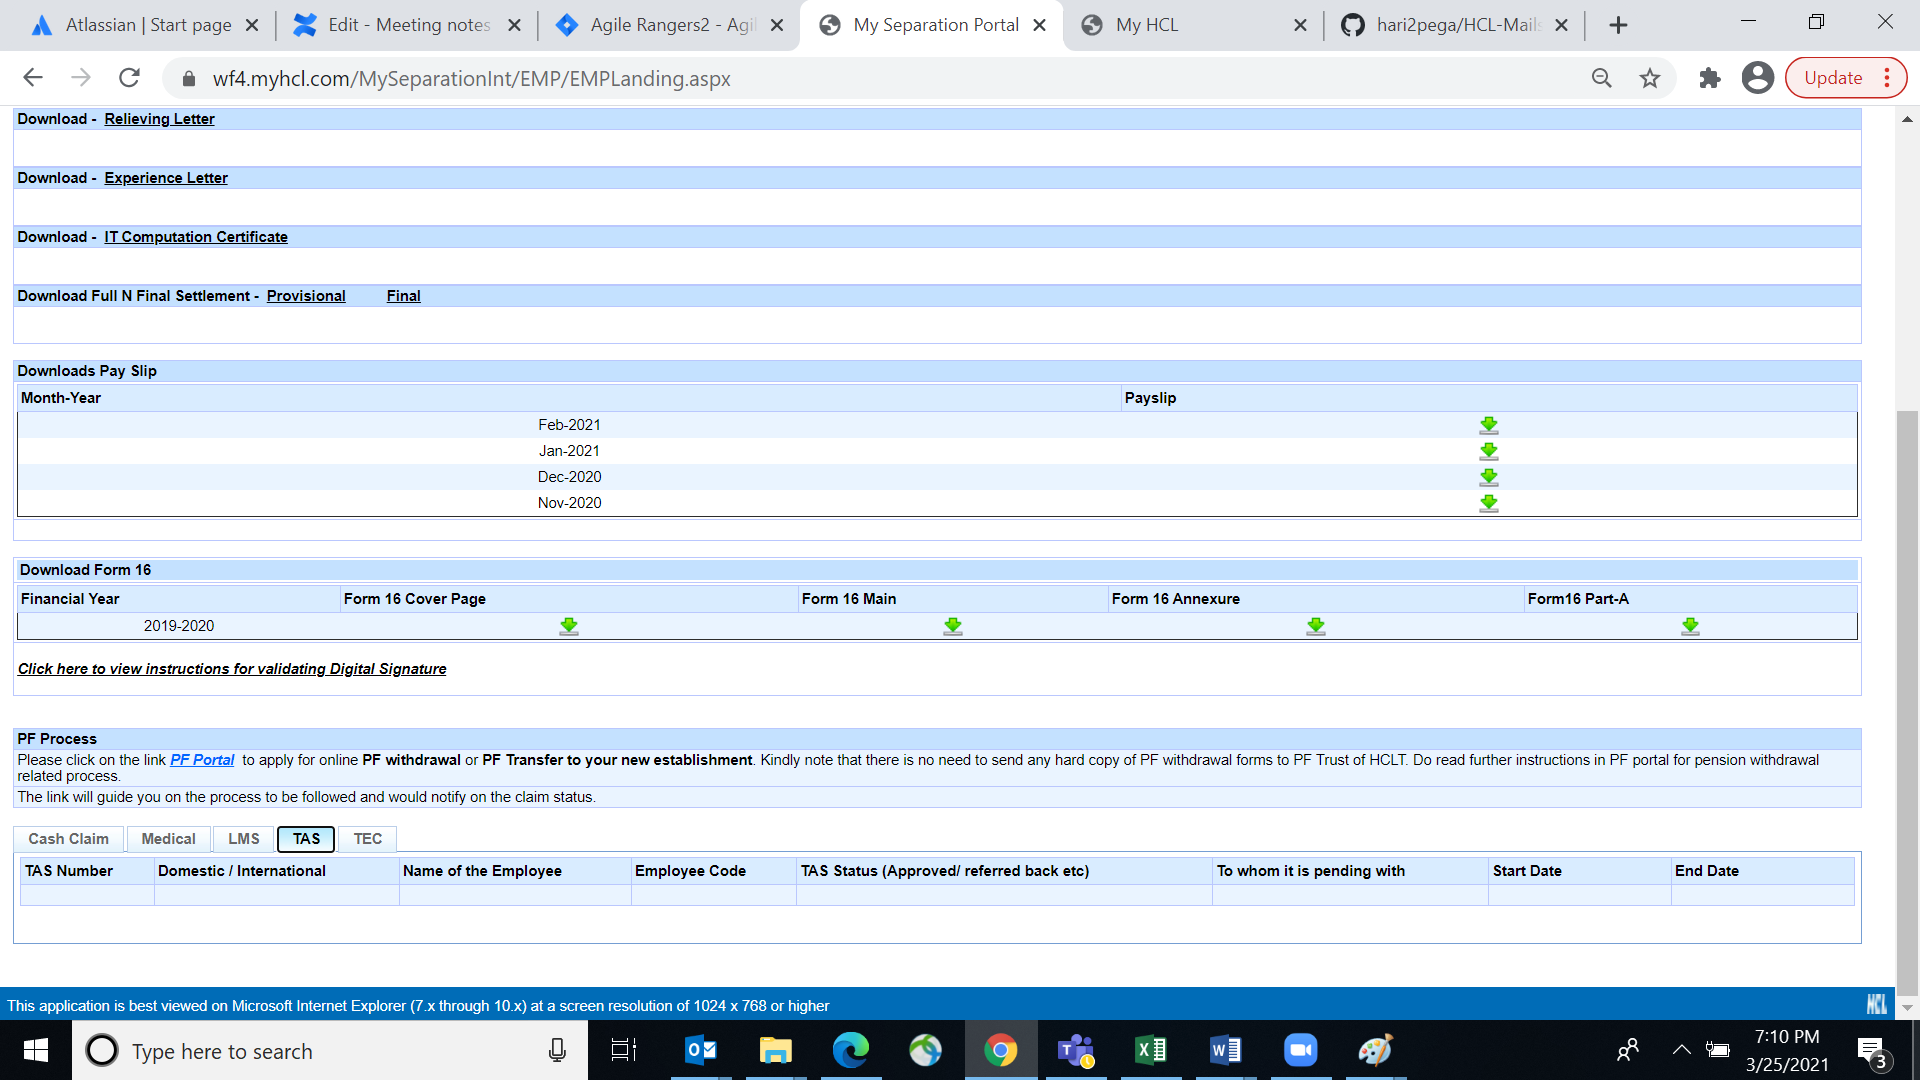 Atlassian | Start page
Edit - Meeting notes
Agile Rangers2 - Agil
My Separation Portal
My HCL
hari2pega/HCL-Mails
wf4.myhcl.com/MySeparationInt/EMP/EMPLanding.aspx
Update
Download - Relieving Letter
Download - Experience Letter
Download - IT Computation Certificate
Download Full N Final Settlement - Provisional Final
Downloads Pay Slip
Month-Year Payslip
Feb-2021
Jan-2021
Dec-2020
Nov-2020
Download Form 16
Financial Year Form 16 Cover Page Form 16 Main Form 16 Annexure Form16 Part-A
2019-2020
Click here to view instructions for validating Digital Signature
PF Process
Please click on the link PF Portal to apply for online PF withdrawal or PF Transfer to your new establishment. Kindly note that there is no need to send any hard copy of PF withdrawal forms to PF Trust of HCLT. Do read further instructions in PF portal for pension withdrawal
related process.
The link will guide you on the process to be followed and would notify on the claim status.
Cash Claim Medical LMS TAS TEC
TAS Number Domestic / International Name of the Employee Employee Code TAS Status (Approved/ referred back etc) To whom it is pending with Start Date End Date
This application is best viewed on Microsoft Internet Explorer (7.x through 10.x) at a screen resolution of 1024 x 768 or higher
HCL
Type here to search
7:10 PM
3/25/2021
3